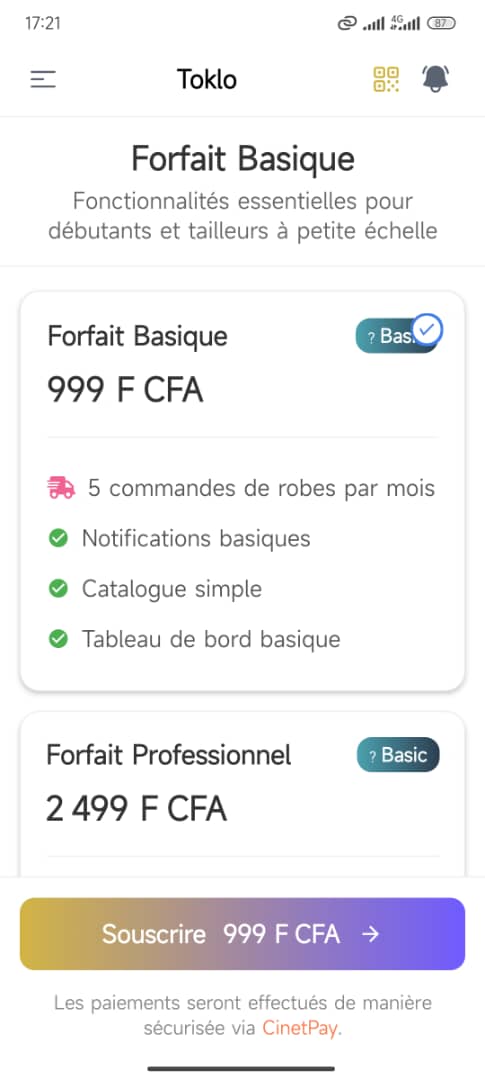 17:21
4G
87
Toklo
Forfait Basique
Fonctionnalités essentielles pour
débutants et tailleurs à petite échelle
Forfait Basique
? Bas
999 F CFA
5 commandes de robes par mois
Notifications basiques
Catalogue simple
Tableau de bord basique
Forfait Professionnel
? Basic
2 499 F CFA
Souscrire 999 F CFA →
Les paiements seront effectués de manière
sécurisée via CinetPay.